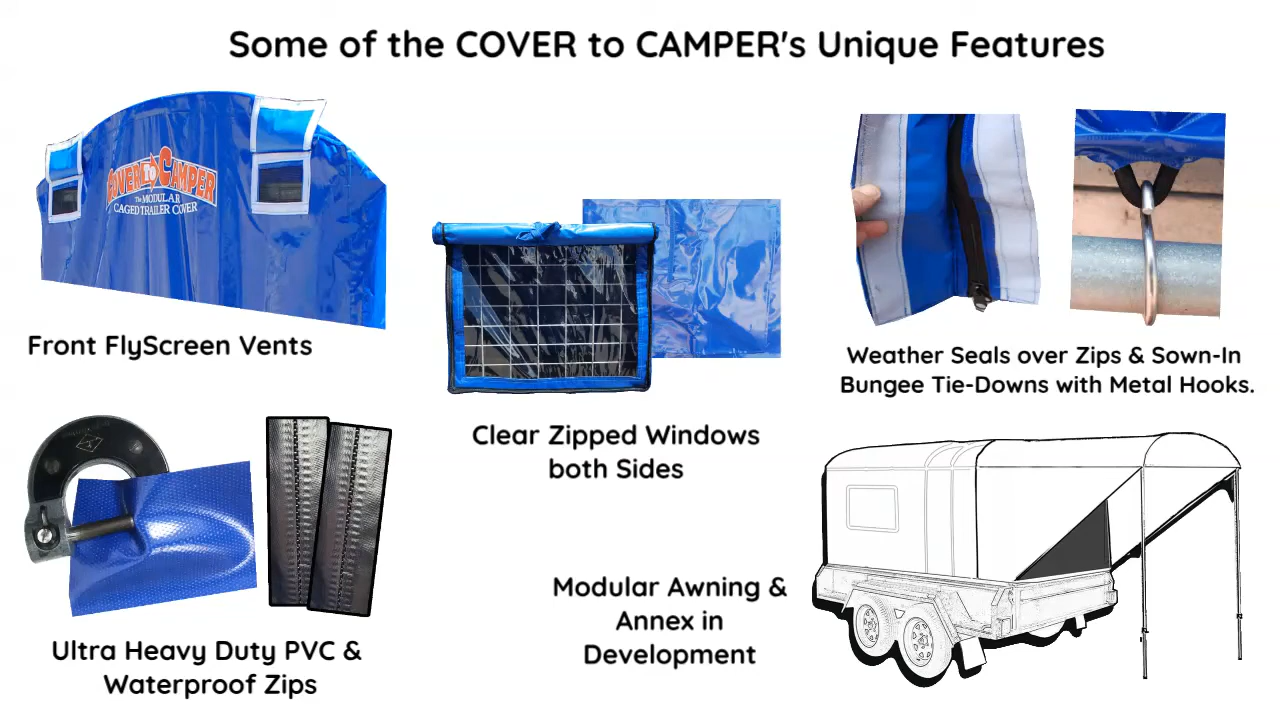 Some of the COVER to CAMPER's Unique Features
COVER TO CAMPER
The MODULAR
CAGED TRAILER COVER
Front FlyScreen Vents
Clear Zipped Windows
both Sides
Weather Seals over Zips & Sown-In
Bungee Tie-Downs with Metal Hooks.
Ultra Heavy Duty PVC &
Waterproof Zips
Modular Awning &
Annex in
Development